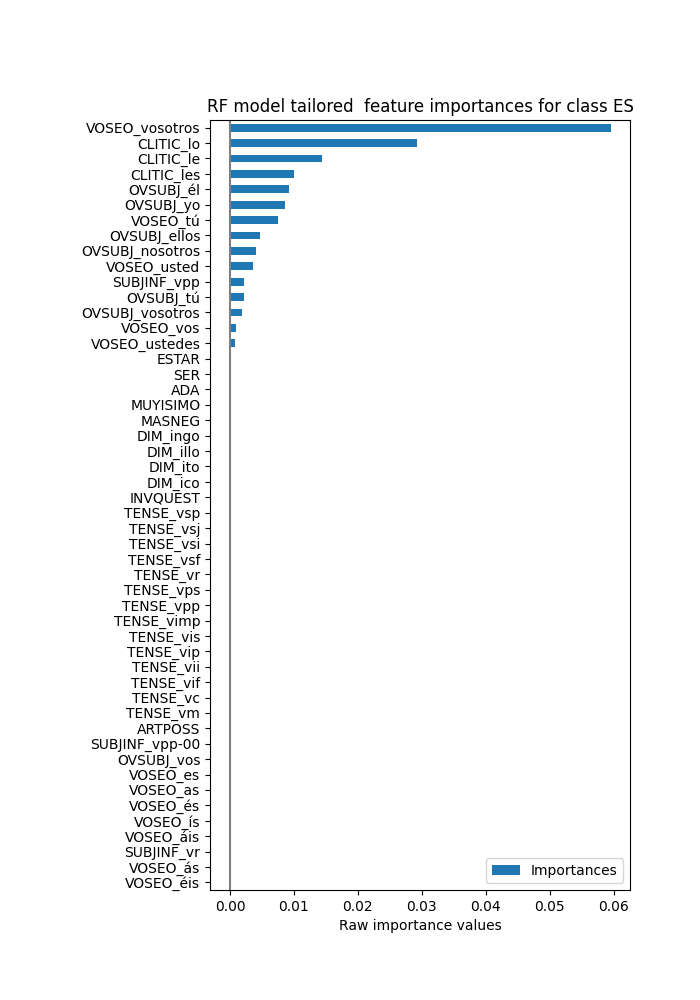 RF model tailored  feature importances for class ES
VOSEO_vosotros
CLITIC_lo
CLITIC_le
CLITIC_les
OVSUBJ_él
OVSUBJ_yo
VOSEO_tú
OVSUBJ_ellos
OVSUBJ_nosotros
VOSEO_usted
SUBJINF_vpp
OVSUBJ_tú
OVSUBJ_vosotros
VOSEO_vos
VOSEO_ustedes
ESTAR
SER
ADA
MUYISIMO
MASNEG
DIM_ingo
DIM_illo
DIM_ito
DIM_ico
INVQUEST
TENSE_vsp
TENSE_vsj
TENSE_vsi
TENSE_vsf
TENSE_vr
TENSE_vps
TENSE_vpp
TENSE_vimp
TENSE_vis
TENSE_vip
TENSE_vii
TENSE_vif
TENSE_vc
TENSE_vm
ARTPOSS
SUBJINF_vpp-00
OVSUBJ_vos
VOSEO_es
VOSEO_as
VOSEO_és
VOSEO_ís
VOSEO_áis
SUBJINF_vr
VOSEO_ás
VOSEO_éis
Importances
0.00 0.01 0.02 0.03 0.04 0.05 0.06
Raw importance values